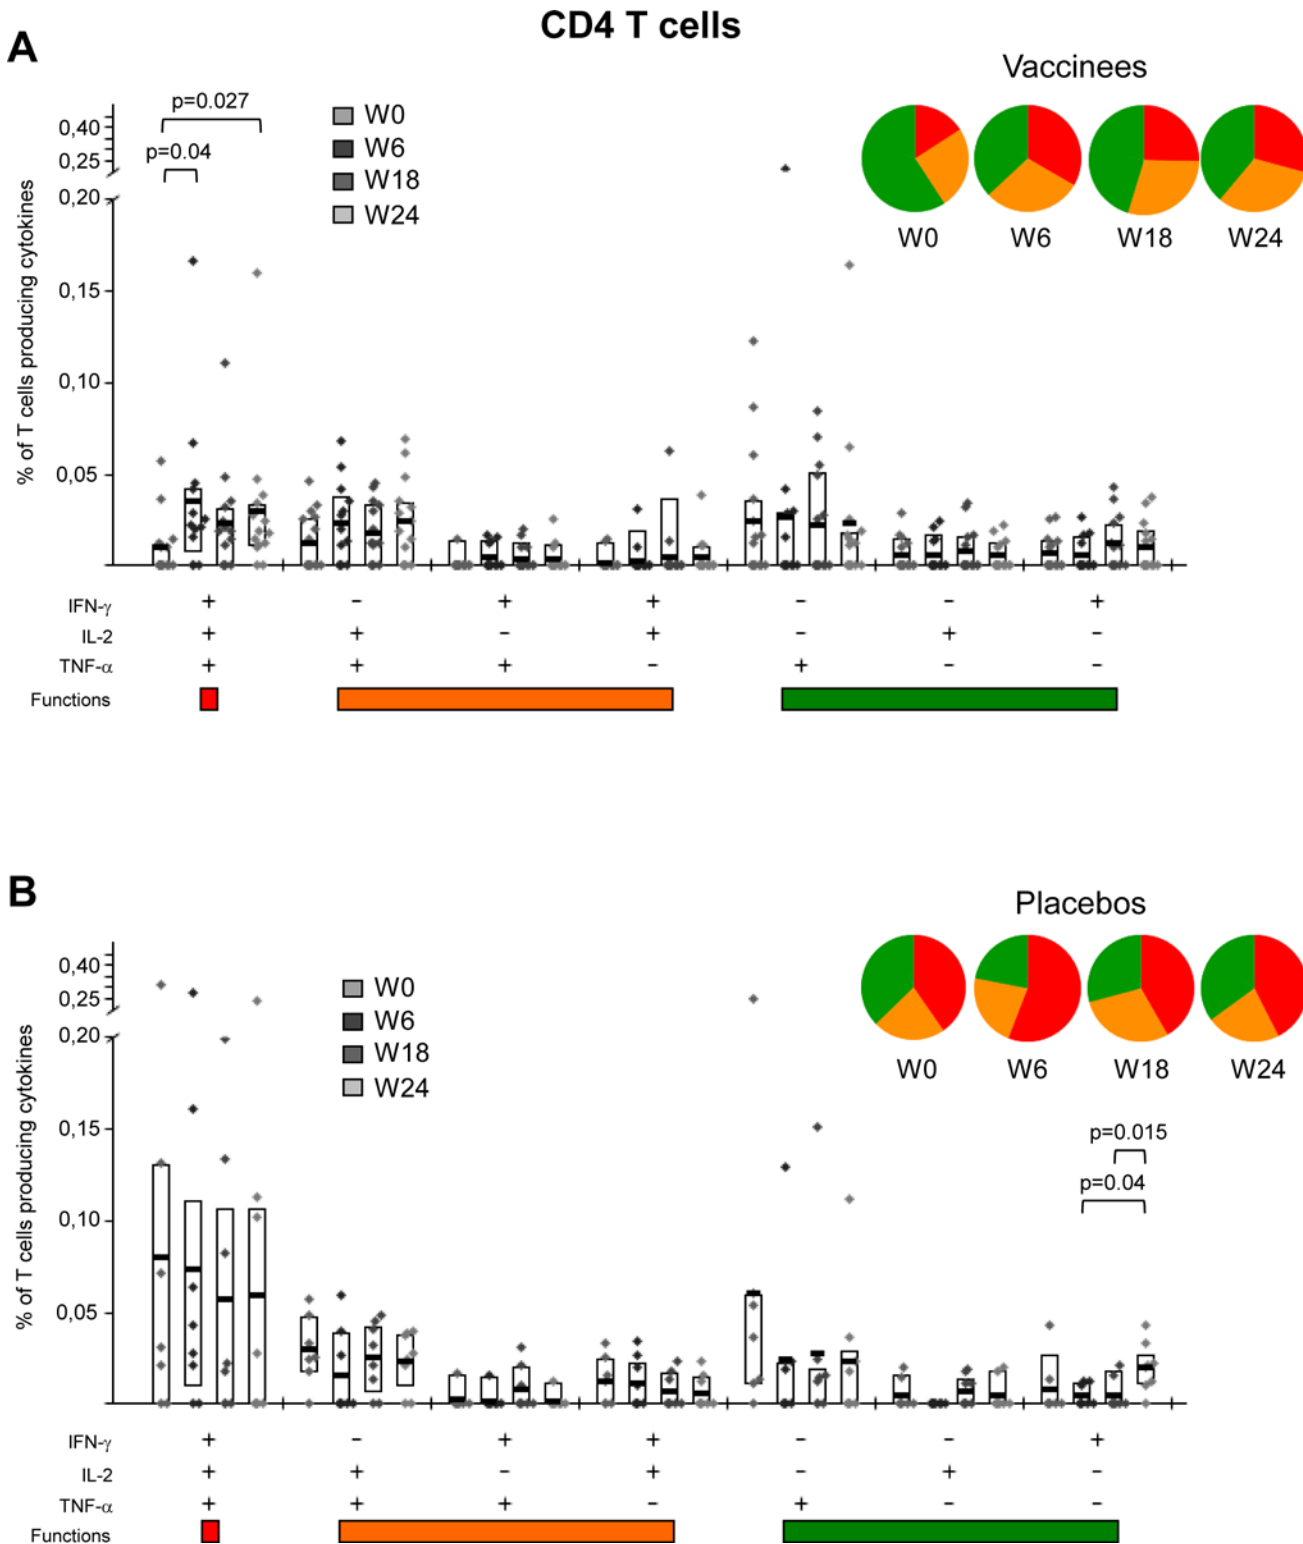 CD4 T cells
A
Vaccinees
p=0.027
p=0.04
W0
W6
W18
W24
W0 W6 W18 W24
% of T cells producing cytokines
0,40
0,25
0,20
0,15
0,10
0,05
IFN-γ + - + + - - +
IL-2 + + - + - + -
TNF-α + + + - + - -
Functions
B
Placebos
W0
W6
W18
W24
W0 W6 W18 W24
p=0.015
p=0.04
% of T cells producing cytokines
0,40
0,25
0,20
0,15
0,10
0,05
IFN-γ + - + + - - +
IL-2 + + - + - + -
TNF-α + + + - + - -
Functions